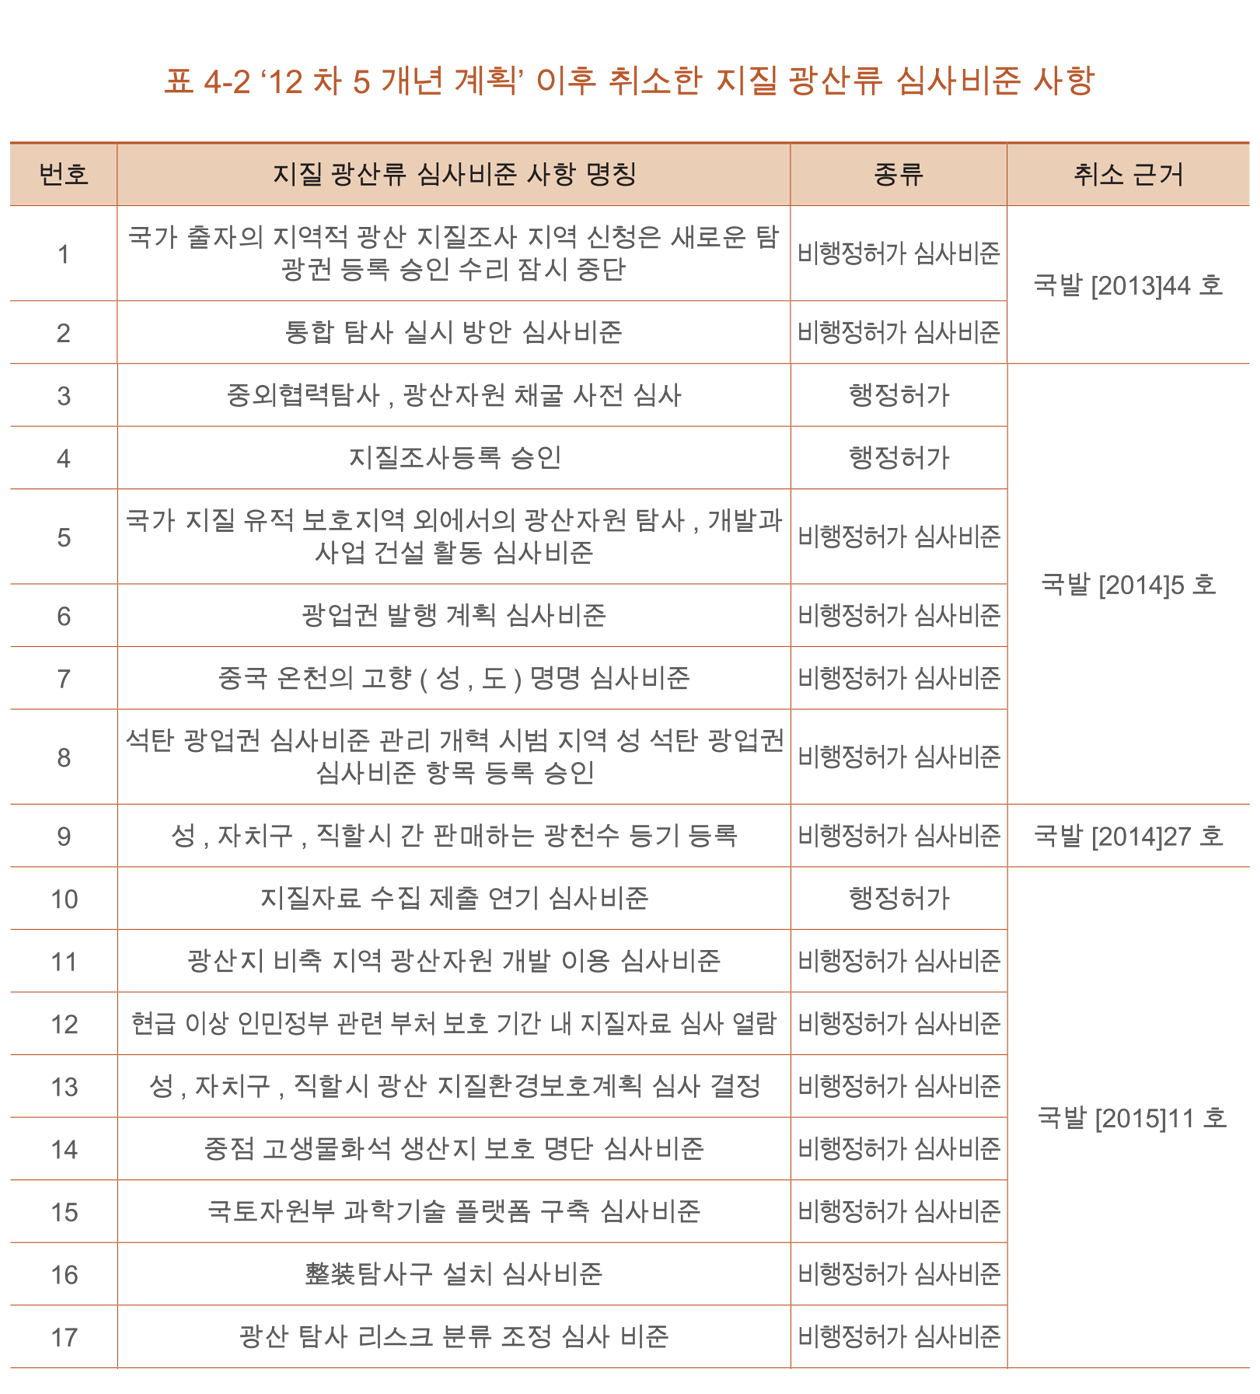 표 4-2 ‘12 차 5 개년 계획’ 이후 취소한 지질 광산류 심사비준 사항
번호 지질 광산류 심사비준 사항 명칭 종류 취소 근거
1 국가 출자의 지역적 광산 지질조사 지역 신청은 새로운 탐
광권 등록 승인 수리 잠시 중단 비행정허가 심사비준 국발 [2013]44 호
2 통합 탐사 실시 방안 심사비준 비행정허가 심사비준
3 중외협력탐사 , 광산자원 채굴 사전 심사 행정허가 국발 [2014]5 호
4 지질조사등록 승인 행정허가
5 국가 지질 유적 보호지역 외에서의 광산자원 탐사 , 개발과
사업 건설 활동 심사비준 비행정허가 심사비준
6 광업권 발행 계획 심사비준 비행정허가 심사비준
7 중국 온천의 고향 ( 성 , 도 ) 명명 심사비준 비행정허가 심사비준
8 석탄 광업권 심사비준 관리 개혁 시범 지역 성 석탄 광업권
심사비준 항목 등록 승인 비행정허가 심사비준
9 성 , 자치구 , 직할시 간 판매하는 광천수 등기 등록 비행정허가 심사비준 국발 [2014]27 호
10 지질자료 수집 제출 연기 심사비준 행정허가 국발 [2015]11 호
11 광산지 비축 지역 광산자원 개발 이용 심사비준 비행정허가 심사비준
12 현급 이상 인민정부 관련 부처 보호 기간 내 지질자료 심사 열람 비행정허가 심사비준
13 성 , 자치구 , 직할시 광산 지질환경보호계획 심사 결정 비행정허가 심사비준
14 중점 고생물화석 생산지 보호 명단 심사비준 비행정허가 심사비준
15 국토자원부 과학기술 플랫폼 구축 심사비준 비행정허가 심사비준
16 整装탐사구 설치 심사비준 비행정허가 심사비준
17 광산 탐사 리스크 분류 조정 심사 비준 비행정허가 심사비준